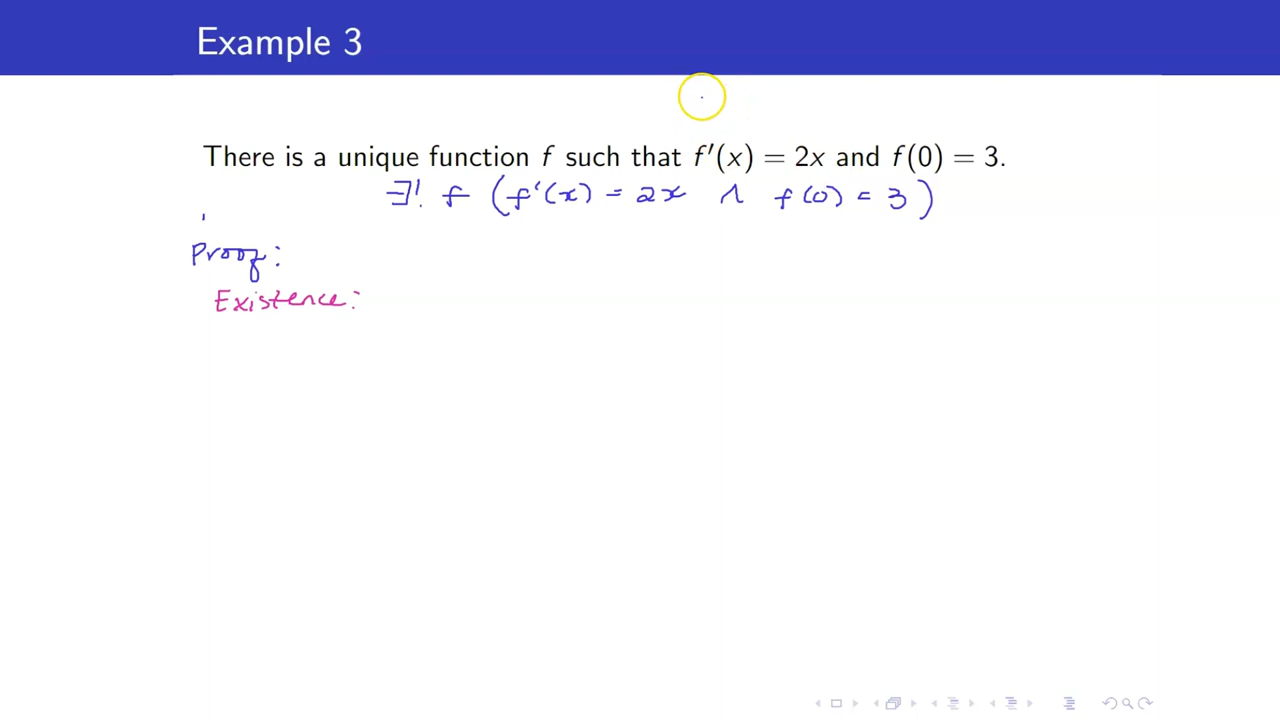 Example 3
There is a unique function f such that f′(x) = 2x and f(0) = 3.
∃! f (f'(x) = 2x ∧ f(0) = 3)
Proof:
Existence: